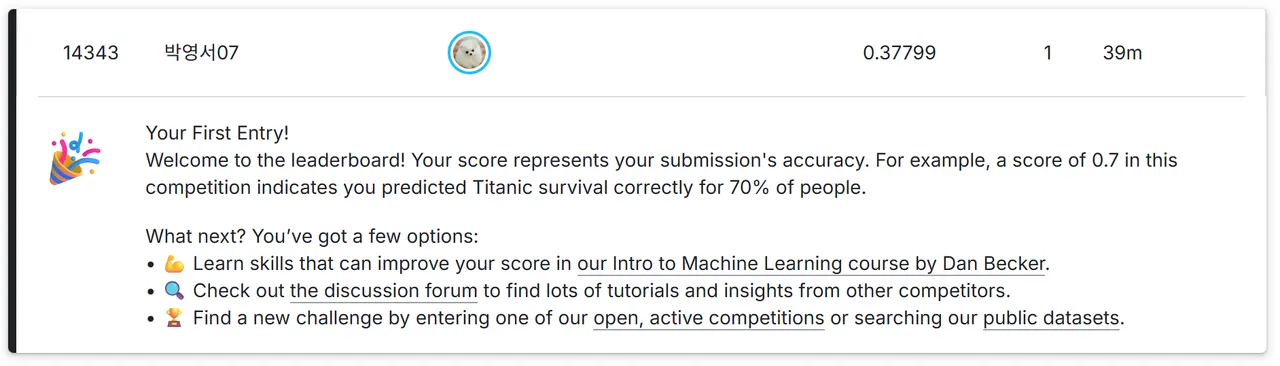 14343 박영서07 0.37799 1 39m
Your First Entry!
Welcome to the leaderboard! Your score represents your submission's accuracy. For example, a score of 0.7 in this
competition indicates you predicted Titanic survival correctly for 70% of people.
What next? You’ve got a few options:
• 💪 Learn skills that can improve your score in our Intro to Machine Learning course by Dan Becker.
• 🔍 Check out the discussion forum to find lots of tutorials and insights from other competitors.
• 🏆 Find a new challenge by entering one of our open, active competitions or searching our public datasets.